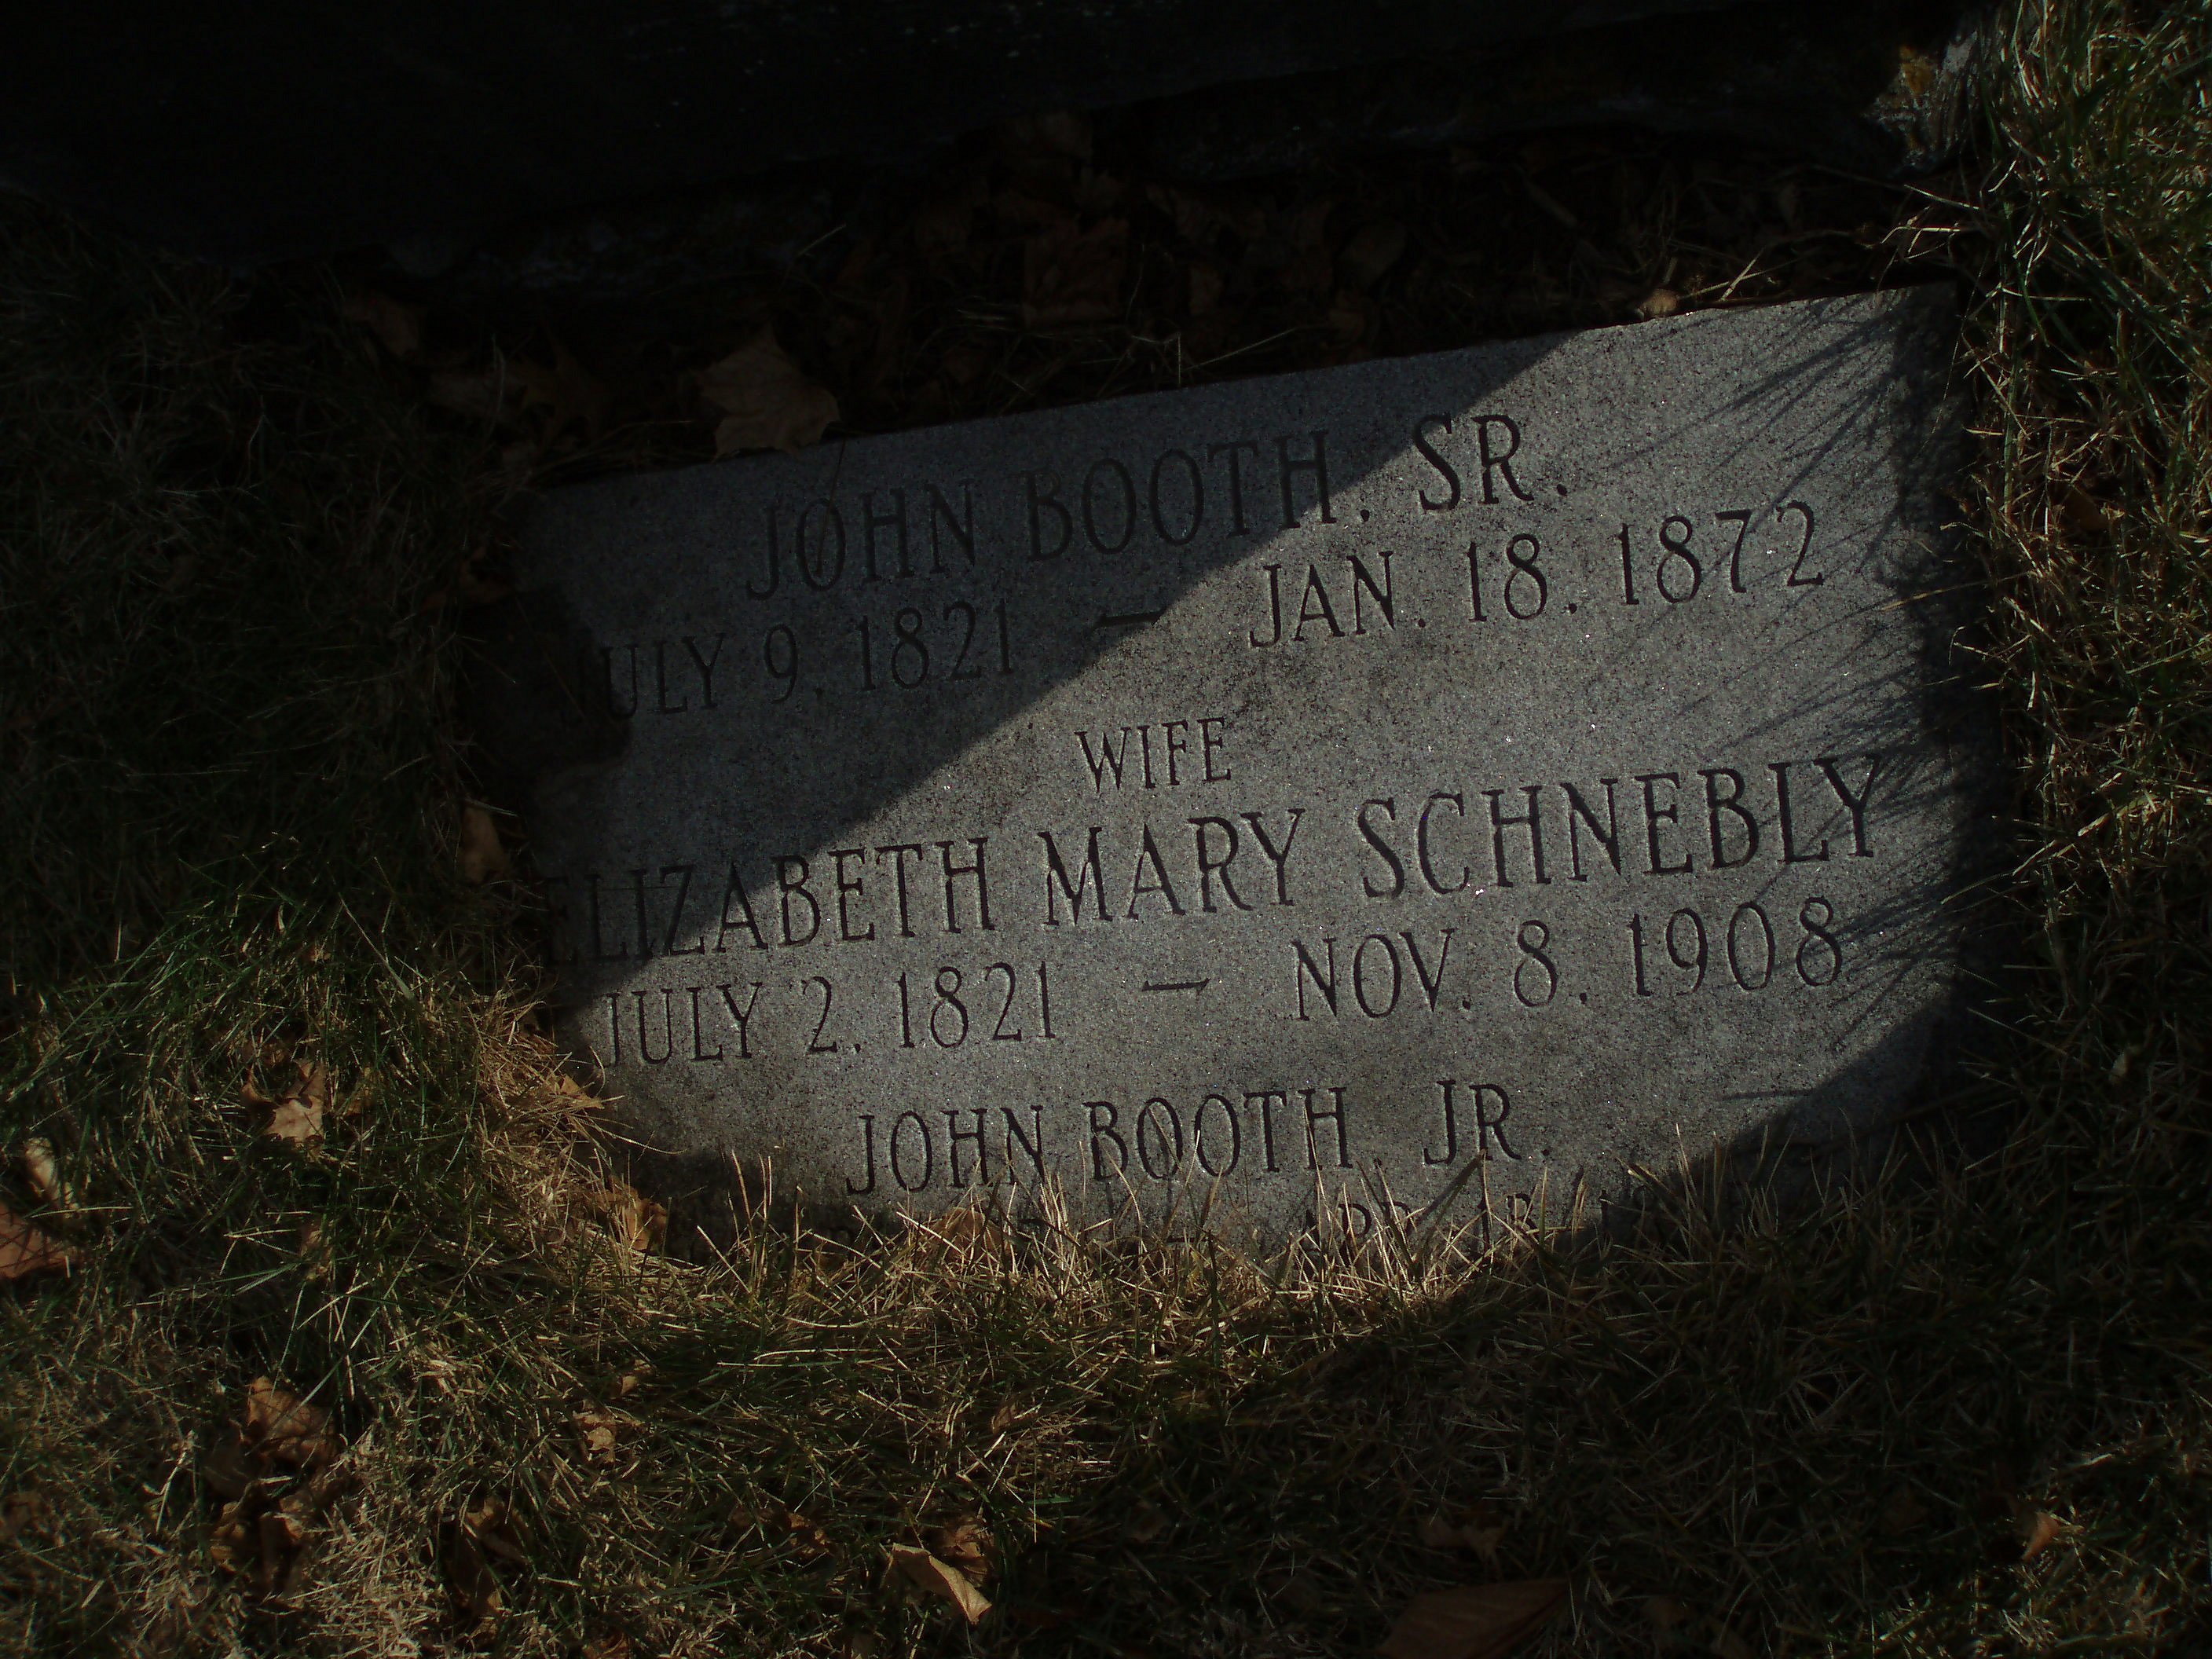 JOHN BOOTH, SR.
JULY 9, 1821 — JAN. 18, 1872
WIFE
ELIZABETH MARY SCHNEBLY
JULY 2, 1821 — NOV. 8, 1908
JOHN BOOTH, JR.